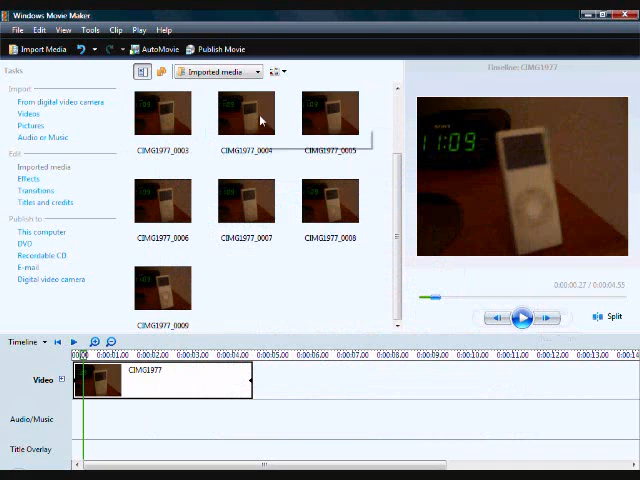 Windows Movie Maker
File Edit View Tools Clip Play Help
Import Media AutoMovie Publish Movie
Tasks
Imported media
Timeline: CIMG1977
Import
From digital video camera
Videos
Pictures
Audio or Music
Edit
Imported media
Effects
Transitions
Titles and credits
Publish to
This computer
DVD
Recordable CD
E-mail
Digital video camera
CIMG1977_0003 CIMG1977_0004 CIMG1977_0005
CIMG1977_0006 CIMG1977_0007 CIMG1977_0008
CIMG1977_0009
11:09
0:00:00.27 / 0:00:04.55
Split
Timeline
0:00:01.00 0:00:02.00 0:00:03.00 0:00:04.00 0:00:05.00 0:00:06.00 0:00:07.00 0:00:08.00 0:00:09.00 0:00:10.00 0:00:11.00 0:00:12.00 0:00:13.00
Video
CIMG1977
Audio/Music
Title Overlay